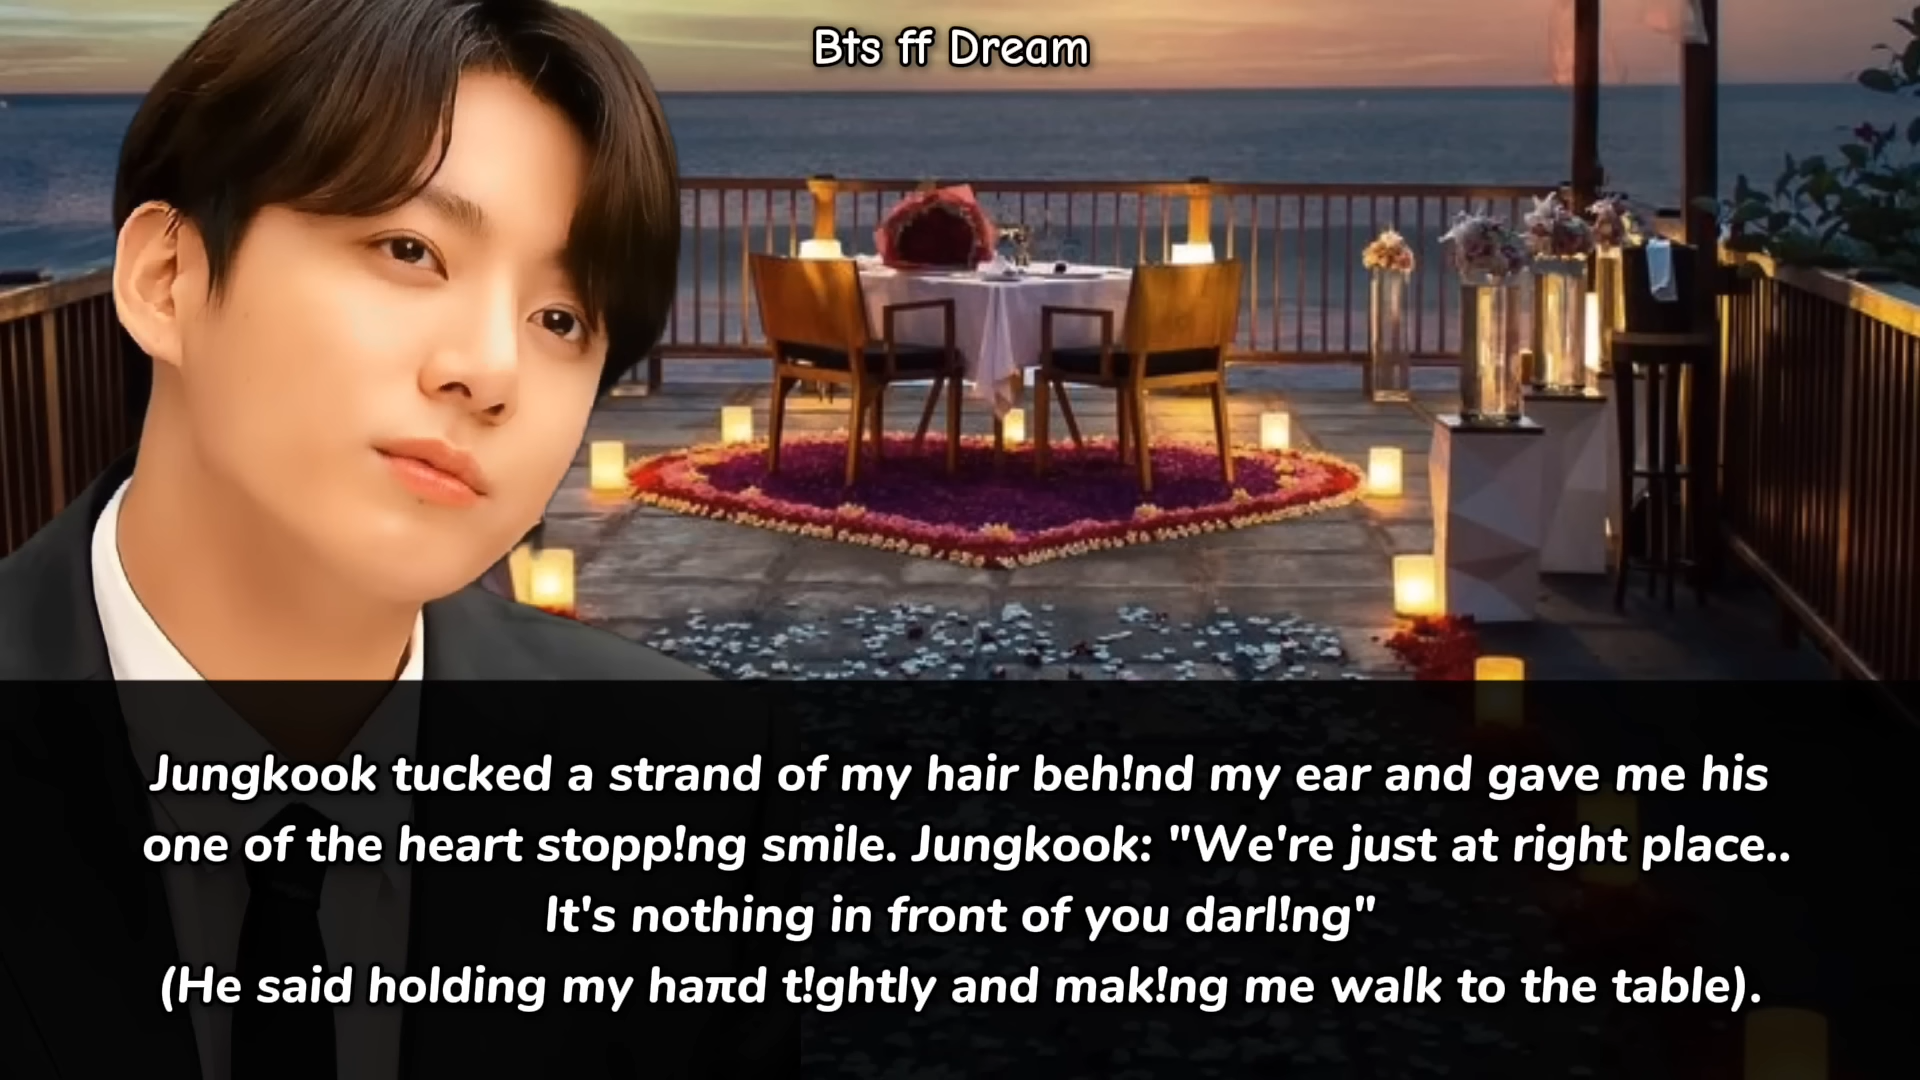 Bts ff Dream
Jungkook tucked a strand of my hair beh!nd my ear and gave me his
one of the heart stopp!ng smile. Jungkook: "We're just at right place..
It's nothing in front of you darl!ng"
(He said holding my haπd t!ghtly and mak!ng me walk to the table).